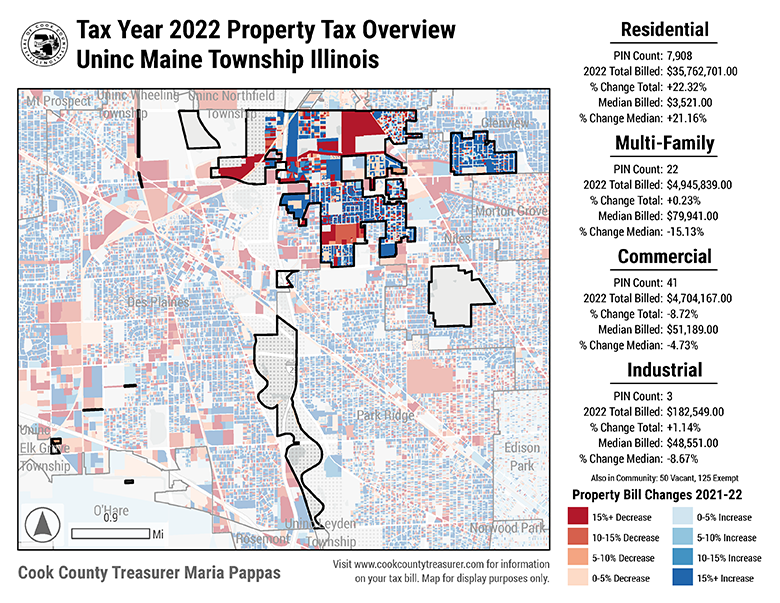 Tax Year 2022 Property Tax Overview
Uninc Maine Township Illinois
Mt Prospect
Uninc Wheeling
Township
Uninc Northfield
Township
Glenview
Morton Grove
Niles
Des Plaines
Park Ridge
Uninc
Elk Grove
Township
Edison
Park
O'Hare
Rosemont
Uninc Leyden
Township
Norwood Park
0.9
Mi
Residential
PIN Count: 7,908
2022 Total Billed: $35,762,701.00
% Change Total: +22.32%
Median Billed: $3,521.00
% Change Median: +21.16%
Multi-Family
PIN Count: 22
2022 Total Billed: $4,945,839.00
% Change Total: +0.23%
Median Billed: $79,941.00
% Change Median: -15.13%
Commercial
PIN Count: 41
2022 Total Billed: $4,704,167.00
% Change Total: -8.72%
Median Billed: $51,189.00
% Change Median: -4.73%
Industrial
PIN Count: 3
2022 Total Billed: $182,549.00
% Change Total: +1.14%
Median Billed: $48,551.00
% Change Median: -8.67%
Also in Community: 50 Vacant, 125 Exempt
Property Bill Changes 2021-22
15%+ Decrease
0-5% Increase
10-15% Decrease
5-10% Increase
5-10% Decrease
10-15% Increase
0-5% Decrease
15%+ Increase
Cook County Treasurer Maria Pappas
Visit www.cookcountytreasurer.com for information
on your tax bill. Map for display purposes only.